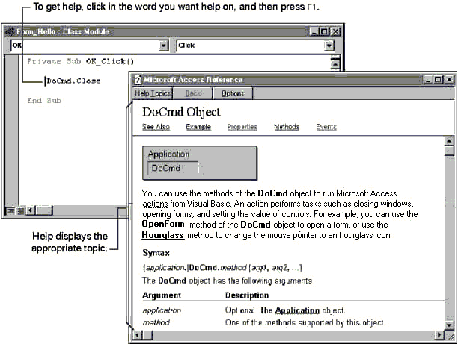 To get help, click in the word you want help on, and then press F1.
Form_Hello : Class Module
OK
Click
Private Sub OK_Click()
DoCmd.Close
End Sub
Microsoft Access Reference
Help Topics
Back
Options
DoCmd Object
See Also
Example
Properties
Methods
Events
Application
DoCmd
You can use the methods of the DoCmd object to run Microsoft Access
actions from Visual Basic. An action performs tasks such as closing windows,
opening forms, and setting the value of controls. For example, you can use the
OpenForm method of the DoCmd object to open a form, or use the
Hourglass method to change the mouse pointer to an hourglass icon.
Help displays the
appropriate topic.
Syntax
[application.]DoCmd.method [arg1, arg2, ...]
The DoCmd object has the following arguments
Argument Description
application Optional. The Application object.
method One of the methods supported by this object